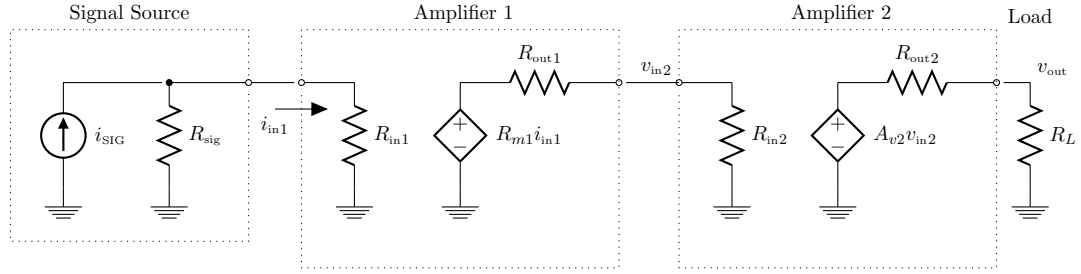 Signal Source
Amplifier 1
Amplifier 2
Load
i_SIG
R_sig
i_in1
R_in1
R_m1 i_in1
R_out1
v_in2
R_in2
A_v2 v_in2
R_out2
v_out
R_L
+
−
+
−